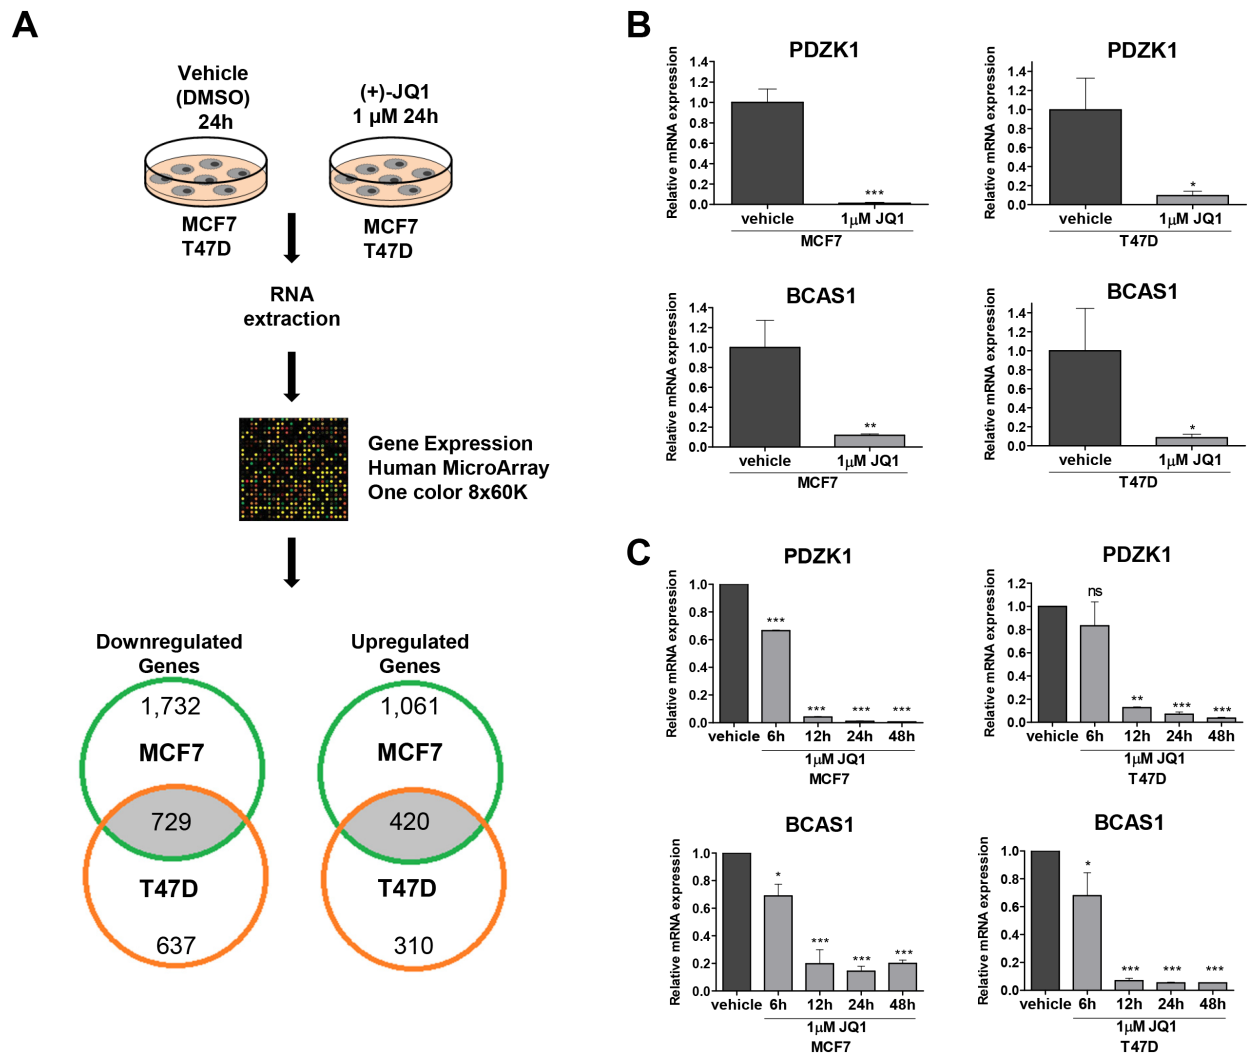 A
Vehicle
(DMSO)
24h
(+)-JQ1
1 µM 24h
MCF7
T47D
MCF7
T47D
RNA
extraction
Gene Expression
Human MicroArray
One color 8x60K
Downregulated
Genes
1,732
MCF7
729
T47D
637
Upregulated
Genes
1,061
MCF7
420
T47D
310
B
PDZK1
Relative mRNA expression
1.4
1.2
1.0
0.8
0.6
0.4
0.2
0.0
***
vehicle
1µM JQ1
MCF7
PDZK1
Relative mRNA expression
1.4
1.2
1.0
0.8
0.6
0.4
0.2
0.0
*
vehicle
1µM JQ1
T47D
BCAS1
Relative mRNA expression
1.4
1.2
1.0
0.8
0.6
0.4
0.2
0.0
**
vehicle
1µM JQ1
MCF7
BCAS1
Relative mRNA expression
1.4
1.2
1.0
0.8
0.6
0.4
0.2
0.0
*
vehicle
1µM JQ1
T47D
C
PDZK1
Relative mRNA expression
1.0
0.8
0.6
0.4
0.2
0.0
*** *** *** ***
vehicle 6h 12h 24h 48h
1µM JQ1
MCF7
PDZK1
Relative mRNA expression
1.2
1.0
0.8
0.6
0.4
0.2
0.0
ns ** *** ***
vehicle 6h 12h 24h 48h
1µM JQ1
T47D
BCAS1
Relative mRNA expression
1.0
0.8
0.6
0.4
0.2
0.0
* *** *** ***
vehicle 6h 12h 24h 48h
1µM JQ1
MCF7
BCAS1
Relative mRNA expression
1.0
0.8
0.6
0.4
0.2
0.0
* *** *** ***
vehicle 6h 12h 24h 48h
1µM JQ1
T47D